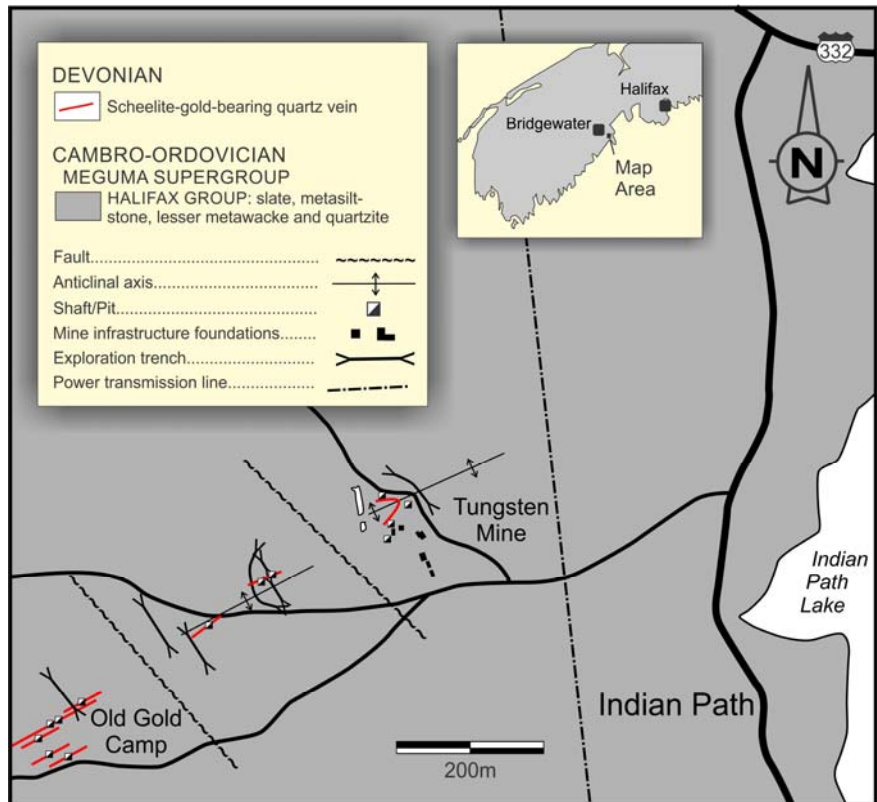 DEVONIAN
Scheelite-gold-bearing quartz vein
CAMBRO-ORDOVICIAN
MEGUMA SUPERGROUP
HALIFAX GROUP: slate, metasilt-
stone, lesser metawacke and quartzite
Fault
Anticlinal axis
Shaft/Pit
Mine infrastructure foundations
Exploration trench
Power transmission line
Halifax
Bridgewater
Map
Area
332
N
Tungsten
Mine
Indian
Path
Lake
Indian Path
Old Gold
Camp
200m